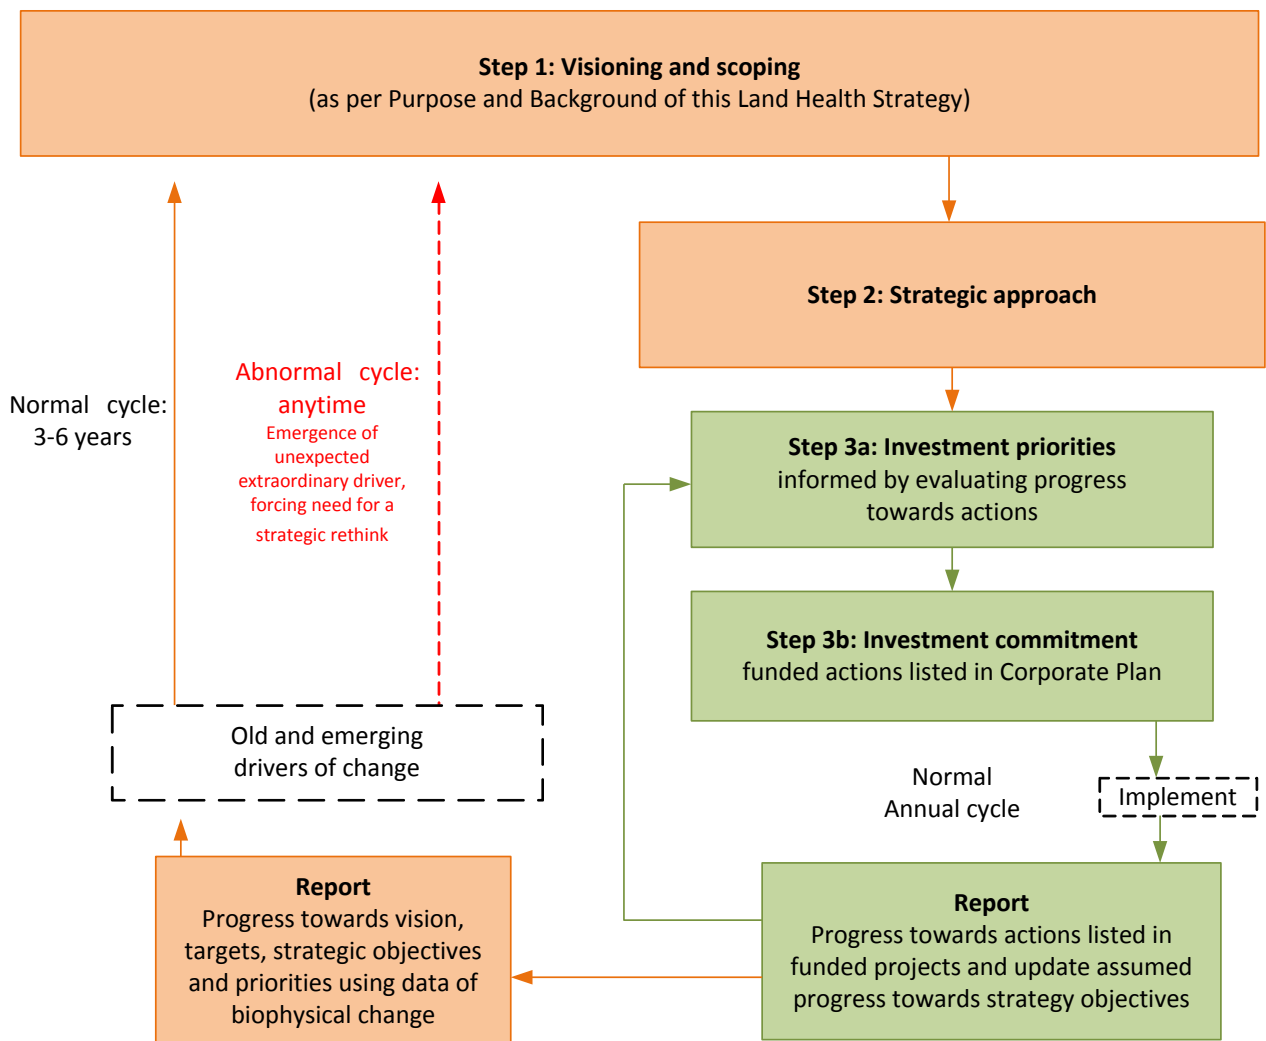 Step 1: Visioning and scoping
(as per Purpose and Background of this Land Health Strategy)
Step 2: Strategic approach
Normal cycle:
3-6 years
Abnormal cycle:
anytime
Emergence of
unexpected
extraordinary driver,
forcing need for a
strategic rethink
Step 3a: Investment priorities
informed by evaluating progress
towards actions
Step 3b: Investment commitment
funded actions listed in Corporate Plan
Old and emerging
drivers of change
Normal
Annual cycle
Implement
Report
Progress towards vision,
targets, strategic objectives
and priorities using data of
biophysical change
Report
Progress towards actions listed in
funded projects and update assumed
progress towards strategy objectives